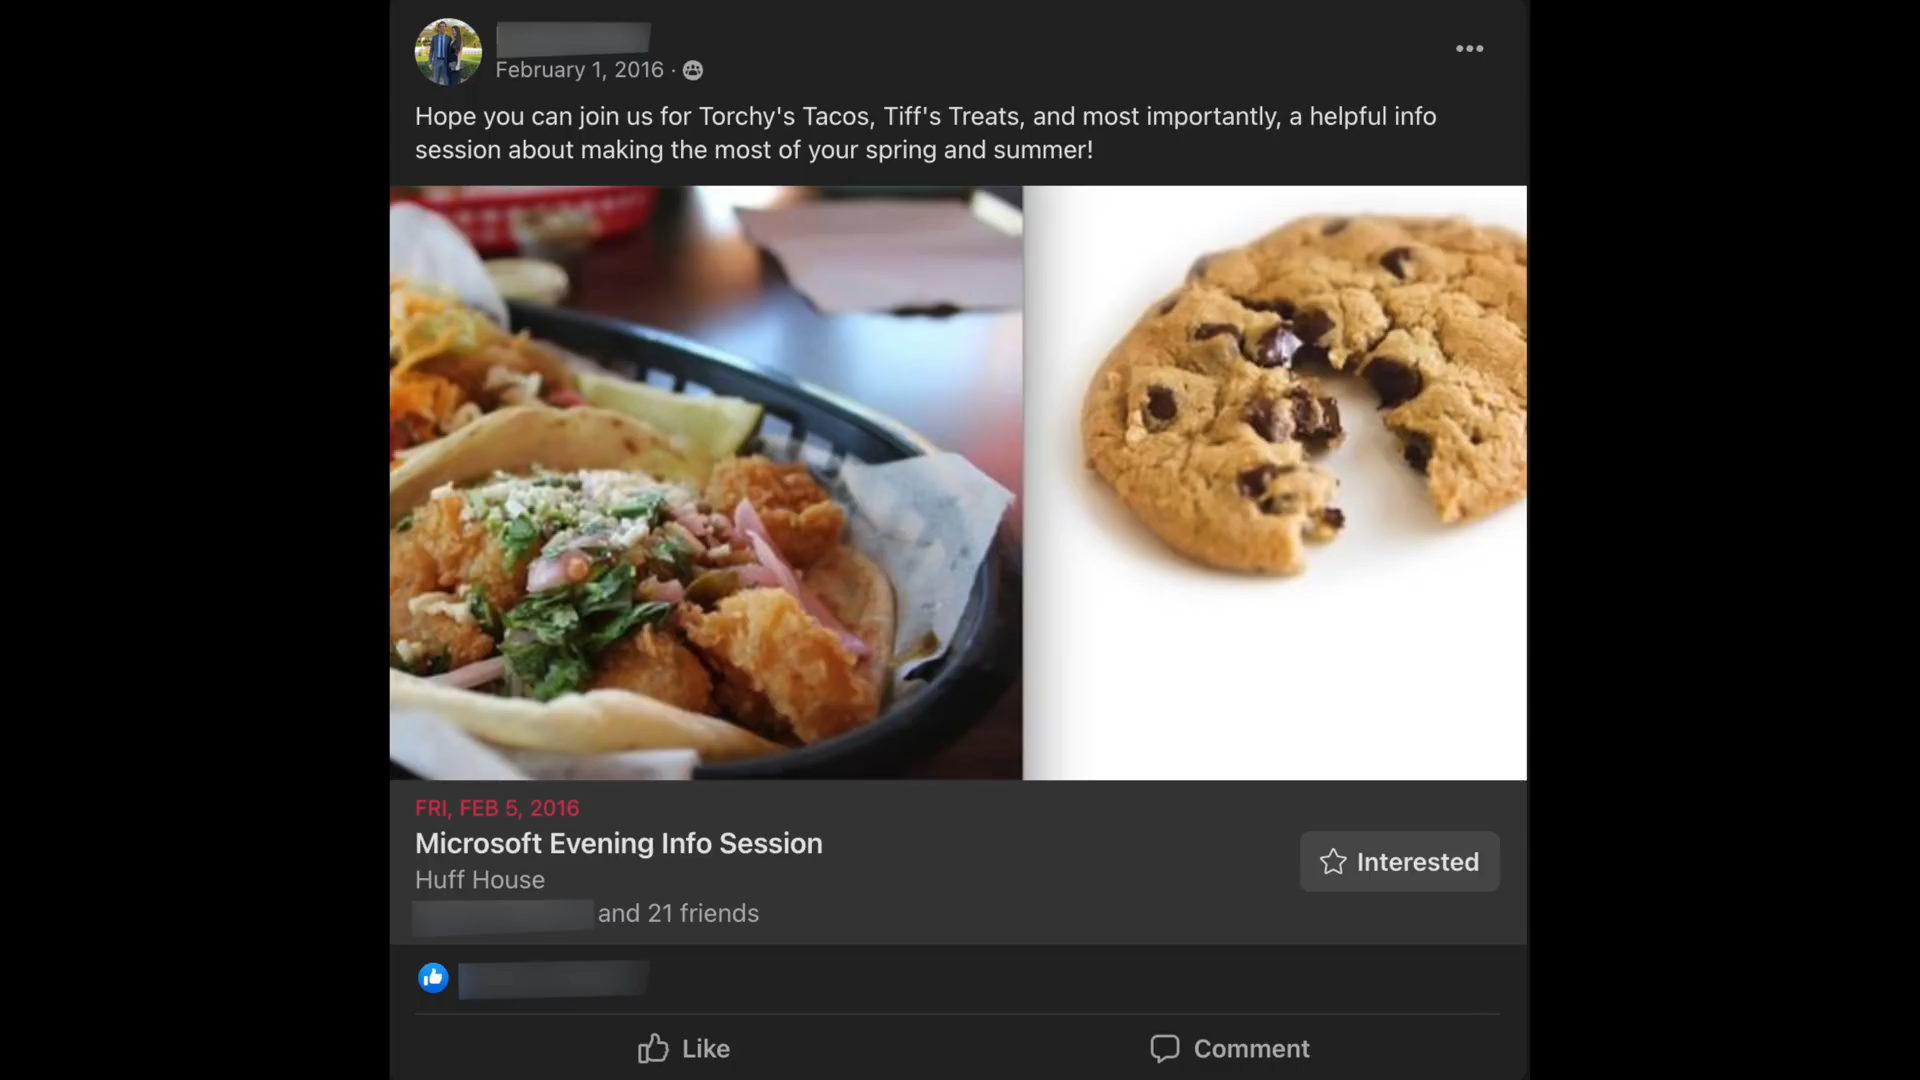 February 1, 2016 ·
Hope you can join us for Torchy's Tacos, Tiff's Treats, and most importantly, a helpful info
session about making the most of your spring and summer!
FRI, FEB 5, 2016
Microsoft Evening Info Session
Huff House
and 21 friends
Interested
Like
Comment